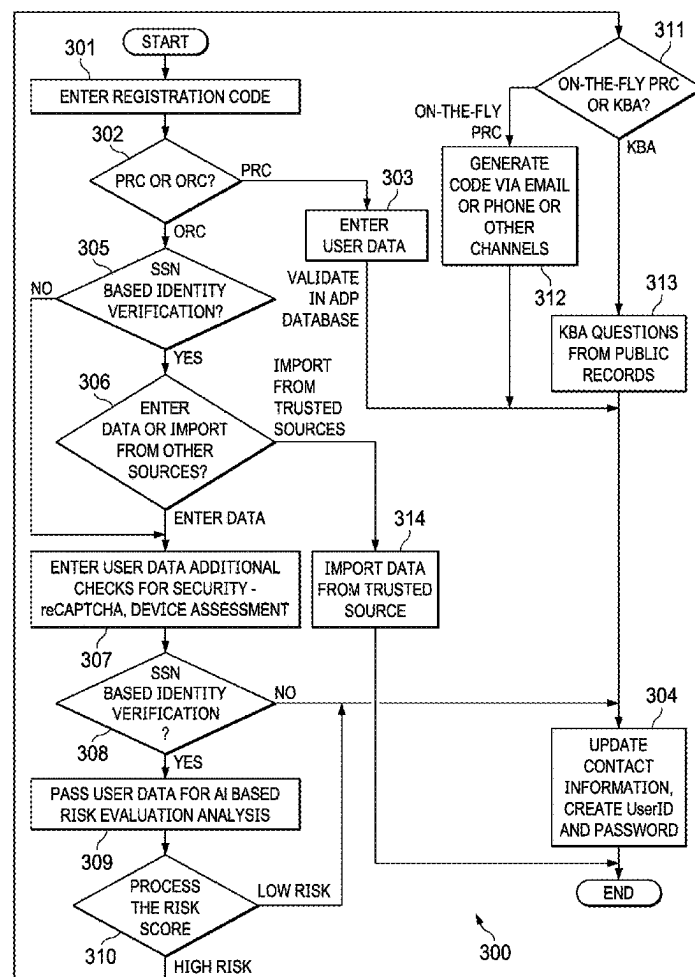 START
301
ENTER REGISTRATION CODE
302
PRC OR ORC?
PRC
ORC
303
ENTER
USER DATA
VALIDATE
IN ADP
DATABASE
305
SSN
BASED IDENTITY
VERIFICATION?
NO
YES
306
ENTER
DATA OR IMPORT
FROM OTHER
SOURCES?
IMPORT
FROM
TRUSTED
SOURCES
ENTER DATA
314
IMPORT DATA
FROM TRUSTED
SOURCE
ENTER USER DATA ADDITIONAL
CHECKS FOR SECURITY -
reCAPTCHA, DEVICE ASSESSMENT
307
SSN
BASED IDENTITY
VERIFICATION
?
308
NO
YES
PASS USER DATA FOR AI BASED
RISK EVALUATION ANALYSIS
309
PROCESS
THE RISK
SCORE
310
LOW RISK
HIGH RISK
311
ON-THE-FLY PRC
OR KBA?
ON-THE-FLY
PRC
KBA
GENERATE
CODE VIA EMAIL
OR PHONE OR
OTHER
CHANNELS
312
313
KBA QUESTIONS
FROM PUBLIC
RECORDS
304
UPDATE
CONTACT
INFORMATION,
CREATE UserID
AND PASSWORD
END
300